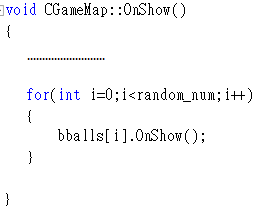 void CGameMap::OnShow()
{
..........................
for(int i=0;i<random_num;i++)
{
bballs[i].OnShow();
}
}